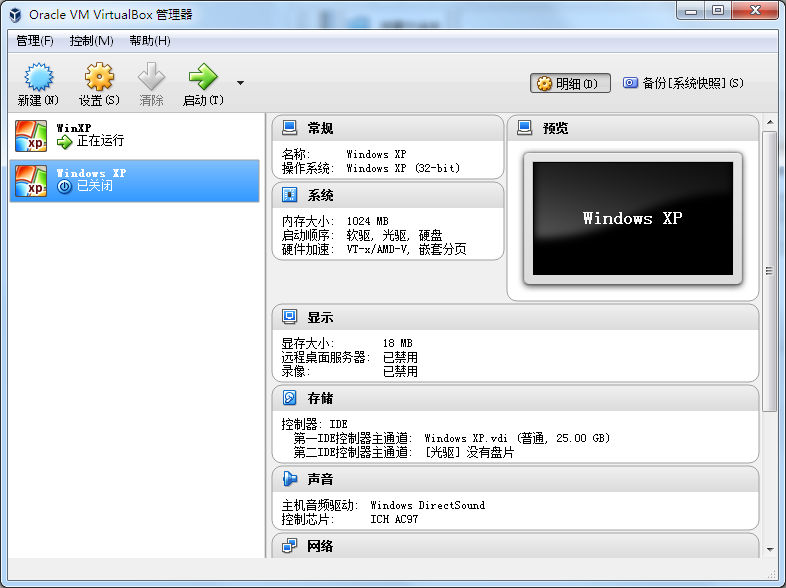 Oracle VM VirtualBox 管理器
管理(F) 控制(M) 帮助(H)
新建(N) 设置(S) 清除 启动(T)
明细(D) 备份[系统快照](S)
WinXP
正在运行
Windows XP
已关闭
常规
名称: Windows XP
操作系统: Windows XP (32-bit)
系统
内存大小: 1024 MB
启动顺序: 软驱, 光驱, 硬盘
硬件加速: VT-x/AMD-V, 嵌套分页
预览
Windows XP
显示
显存大小: 18 MB
远程桌面服务器: 已禁用
录像: 已禁用
存储
控制器: IDE
第一IDE控制器主通道: Windows XP.vdi (普通, 25.00 GB)
第二IDE控制器主通道: [光驱] 没有盘片
声音
主机音频驱动: Windows DirectSound
控制芯片: ICH AC97
网络